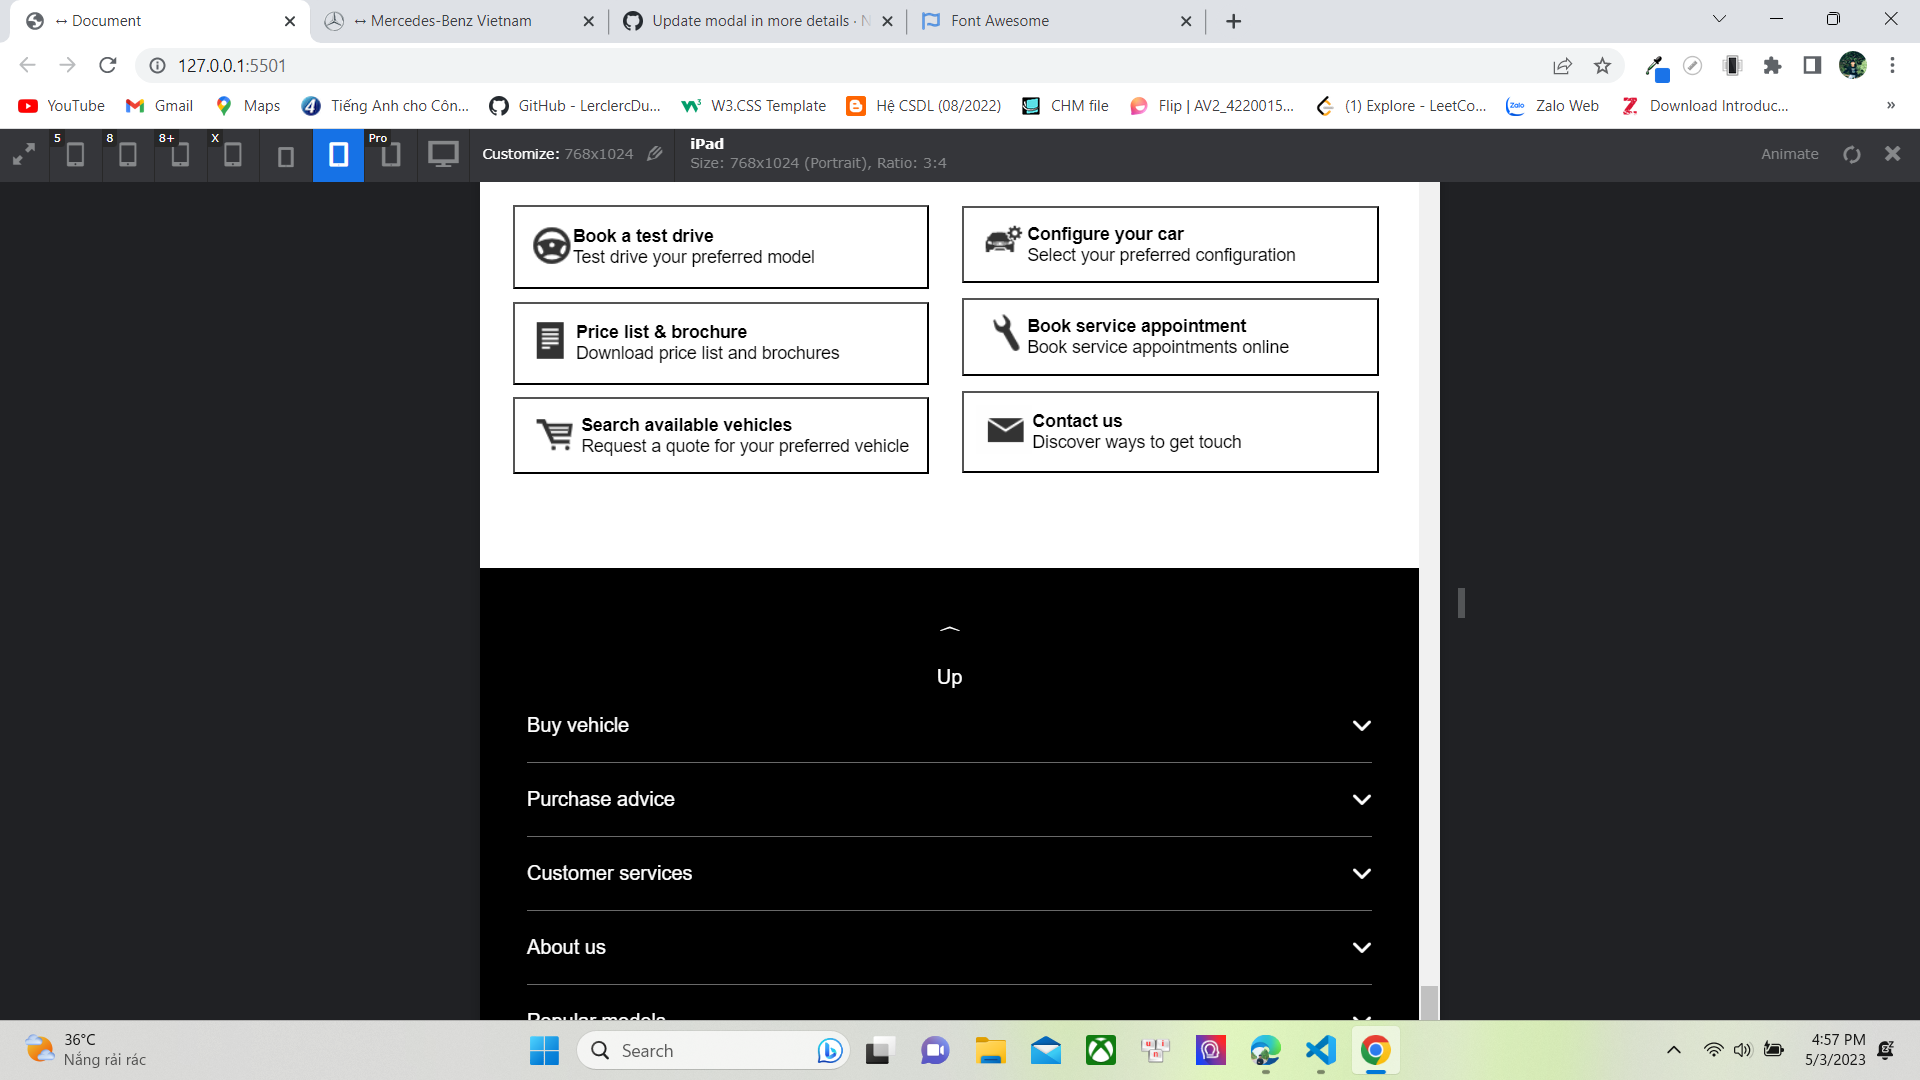 ↔ Document
↔ Mercedes-Benz Vietnam
Update modal in more details · N
Font Awesome
127.0.0.1:5501
YouTube
Gmail
Maps
Tiếng Anh cho Côn...
GitHub - LerclercDu...
W3.CSS Template
Hệ CSDL (08/2022)
CHM file
Flip | AV2_4220015...
(1) Explore - LeetCo...
Zalo Web
Download Introduc...
»
5
8
8+
X
Pro
Customize: 768x1024
iPad
Size: 768x1024 (Portrait), Ratio: 3:4
Animate
Book a test drive
Test drive your preferred model
Configure your car
Select your preferred configuration
Price list & brochure
Download price list and brochures
Book service appointment
Book service appointments online
Search available vehicles
Request a quote for your preferred vehicle
Contact us
Discover ways to get touch
Up
Buy vehicle
Purchase advice
Customer services
About us
Popular models
36°C
Nắng rải rác
Search
4:57 PM
5/3/2023